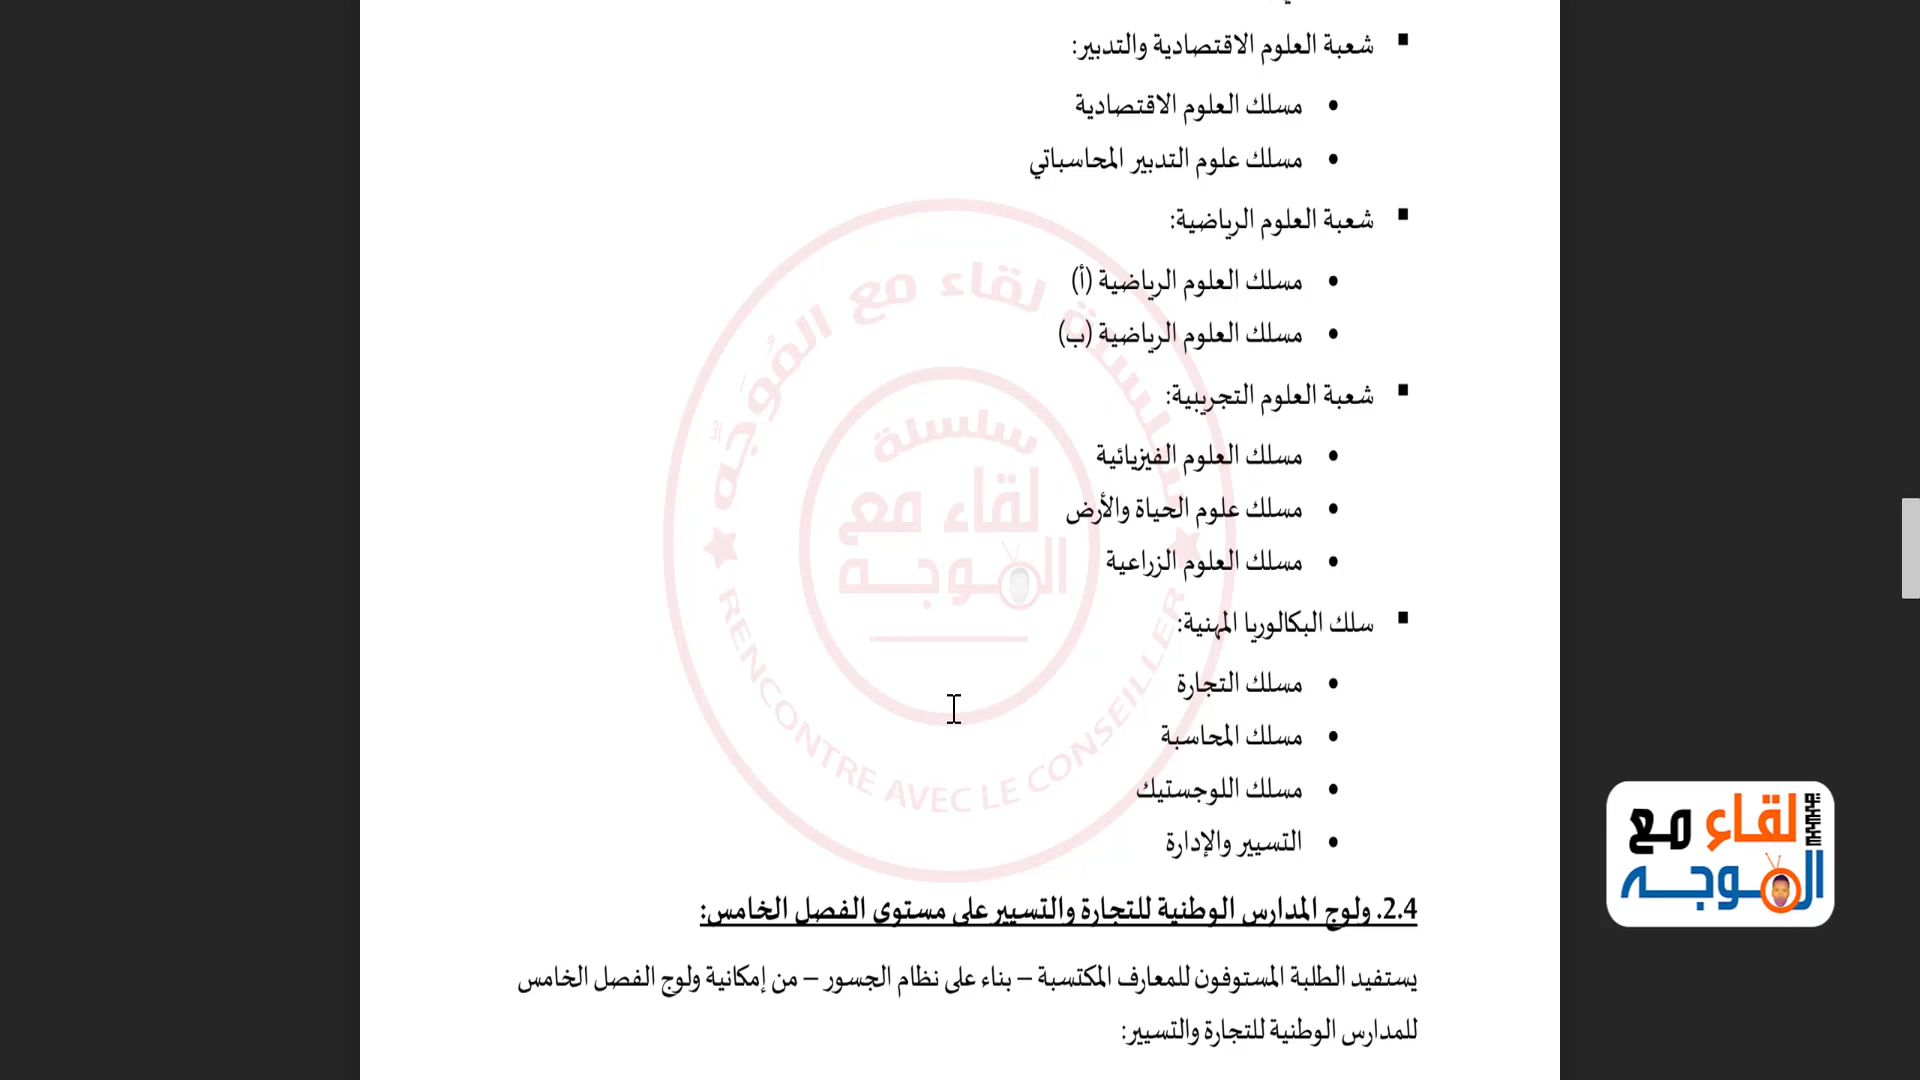 ▪ شعبة العلوم الاقتصادية والتدبير:
• مسلك العلوم الاقتصادية
• مسلك علوم التدبير المحاسباتي
▪ شعبة العلوم الرياضية:
• مسلك العلوم الرياضية (أ)
• مسلك العلوم الرياضية (ب)
▪ شعبة العلوم التجريبية:
• مسلك العلوم الفيزيائية
• مسلك علوم الحياة والأرض
• مسلك العلوم الزراعية
▪ سلك البكالوريا المهنية:
• مسلك التجارة
• مسلك المحاسبة
• مسلك اللوجستيك
• التسيير والإدارة
2.4. ولوج المدارس الوطنية للتجارة والتسيير على مستوى الفصل الخامس:
يستفيد الطلبة المستوفون للمعارف المكتسبة – بناء على نظام الجسور – من إمكانية ولوج الفصل الخامس
للمدارس الوطنية للتجارة والتسيير:
سلسلة لقاء مع المُوَجِّه
سلسلة
لقاء مع
الموجه
RENCONTRE AVEC LE CONSEILLER
لقاء مع
الموجه